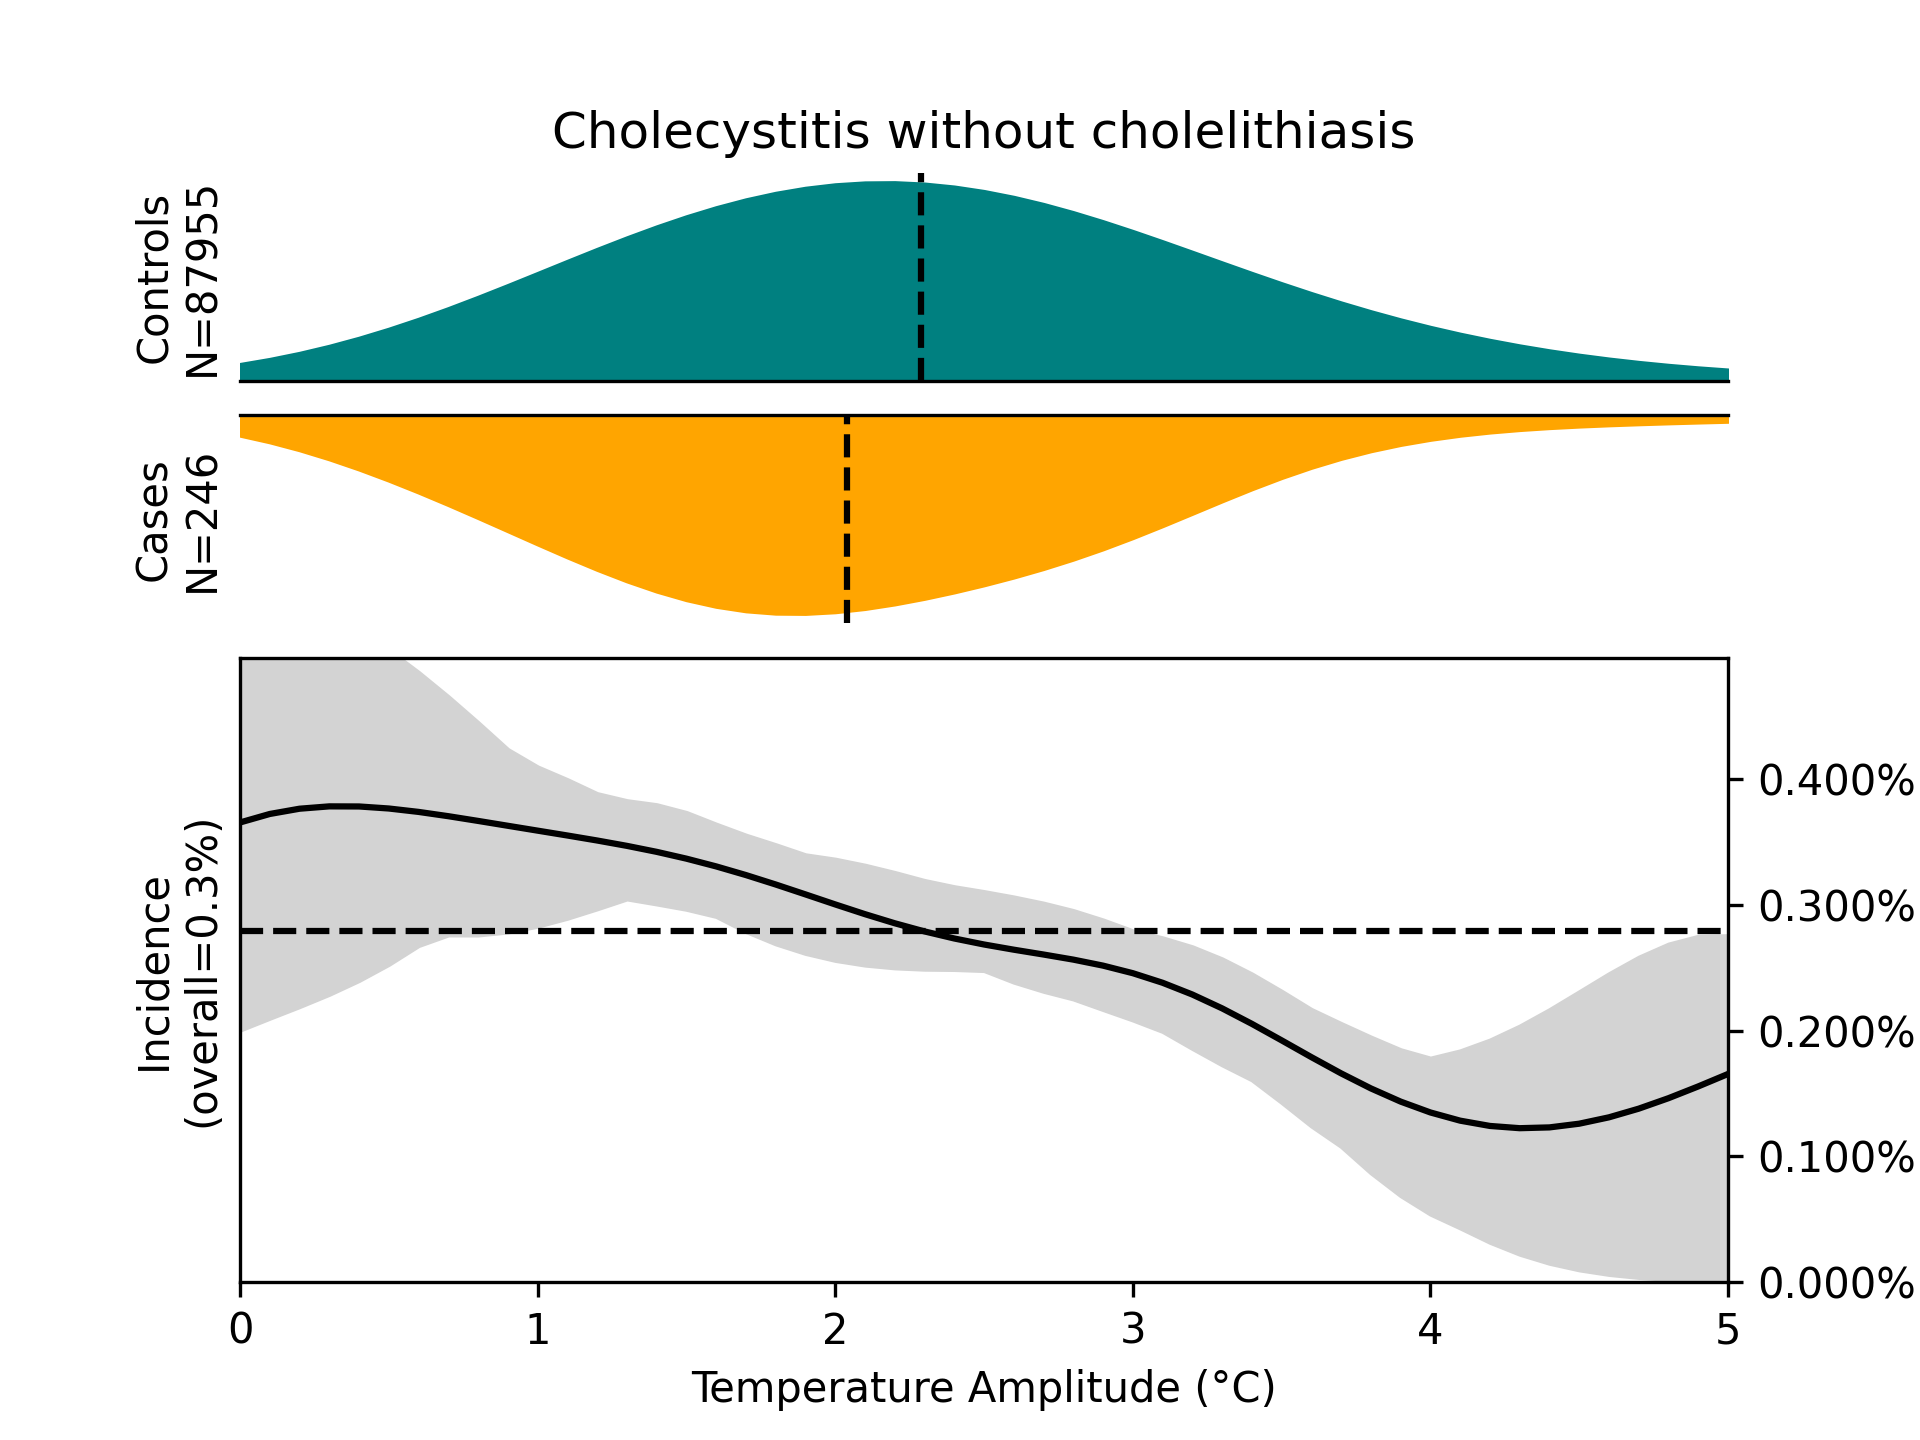 Cholecystitis without cholelithiasis
Controls
N=87955
Cases
N=246
Incidence
(overall=0.3%)
0.400%
0.300%
0.200%
0.100%
0.000%
0 1 2 3 4 5
Temperature Amplitude (°C)